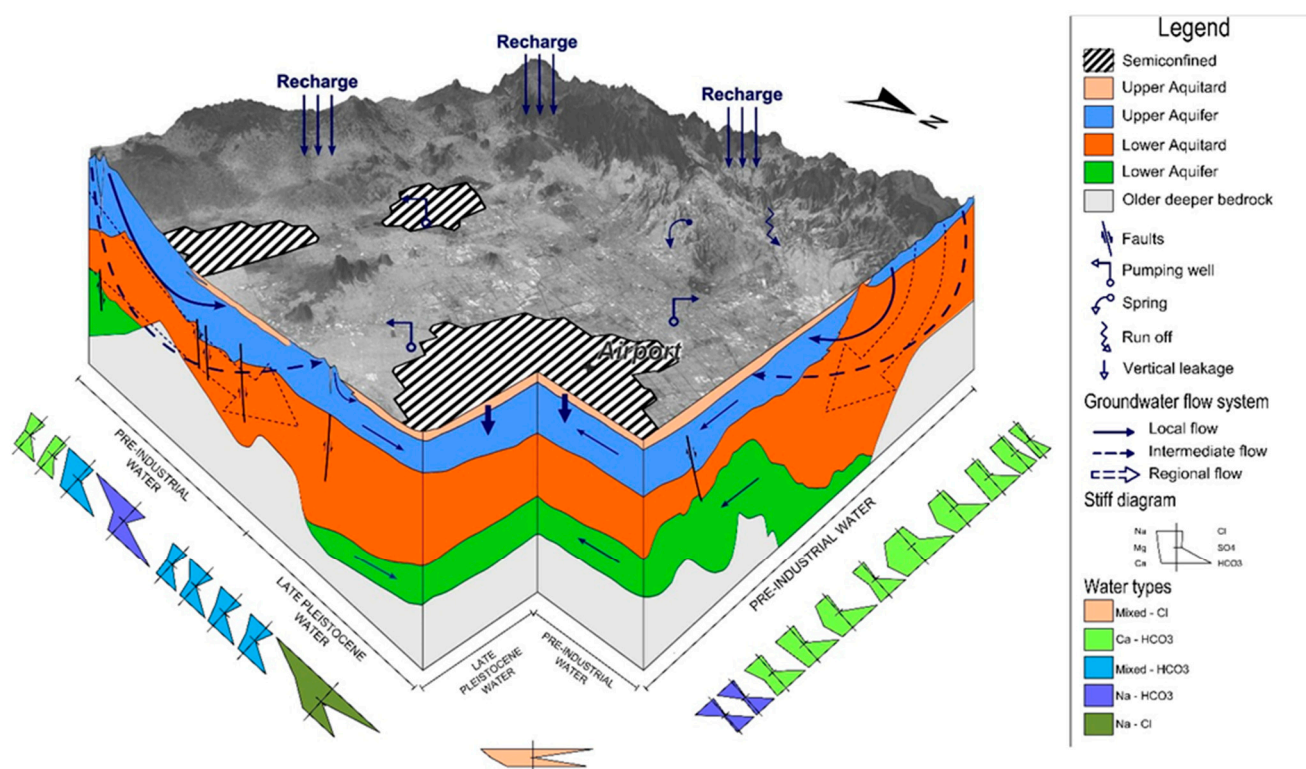 Recharge
Recharge
Recharge
N
Airport
PRE-INDUSTRIAL
WATER
LATE PLEISTOCENE
WATER
LATE
PLEISTOCENE
WATER
PRE-INDUSTRIAL
WATER
PRE-INDUSTRIAL WATER
Legend
Semiconfined
Upper Aquitard
Upper Aquifer
Lower Aquitard
Lower Aquifer
Older deeper bedrock
Faults
Pumping well
Spring
Run off
Vertical leakage
Groundwater flow system
Local flow
Intermediate flow
Regional flow
Stiff diagram
Na Cl
Mg SO4
Ca HCO3
Water types
Mixed - Cl
Ca - HCO3
Mixed - HCO3
Na - HCO3
Na - Cl